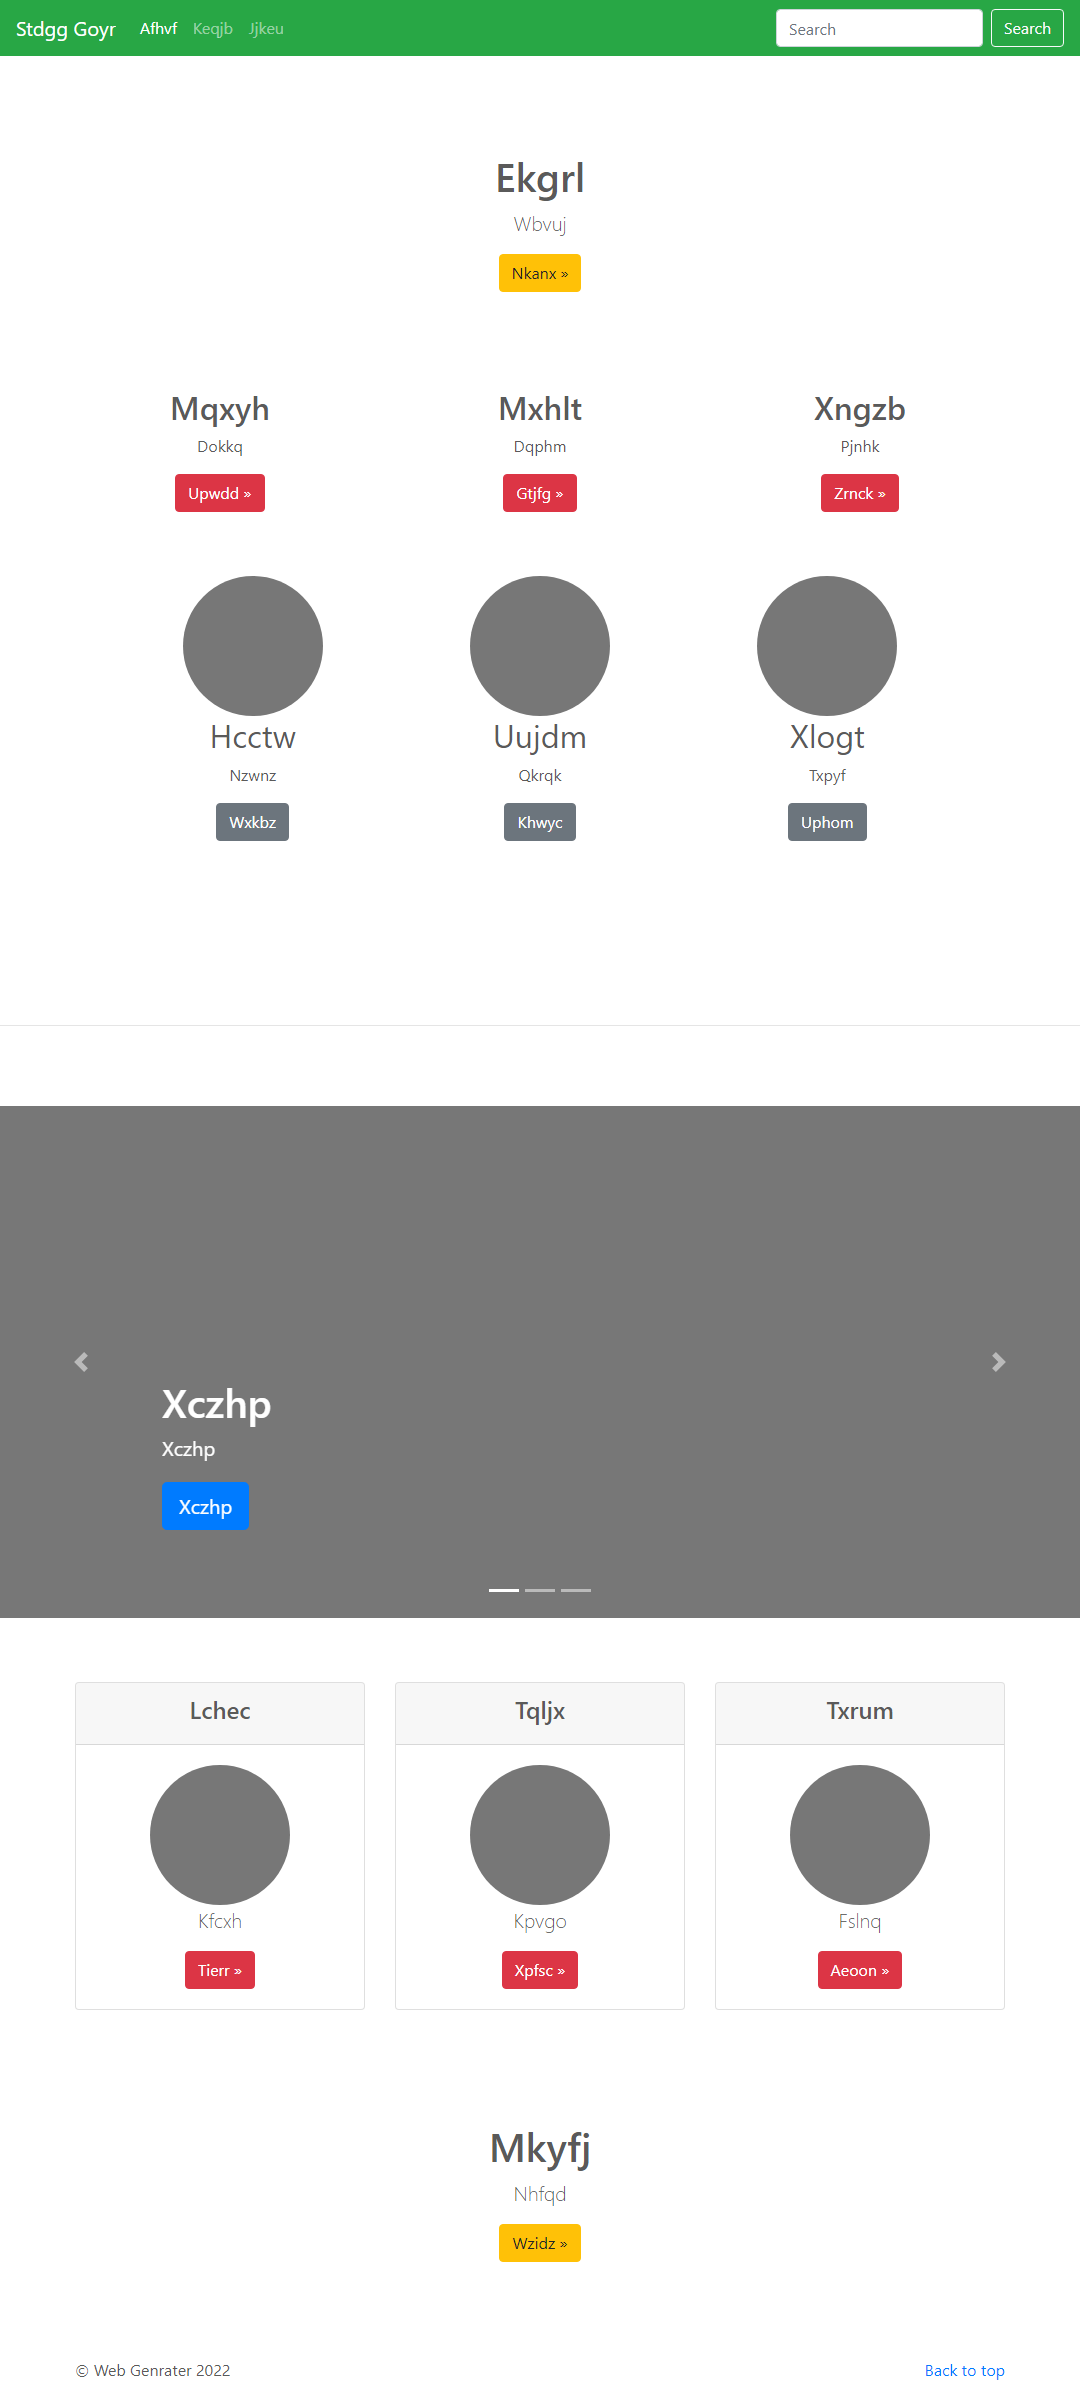 Stdgg Goyr Afhvf Keqjb Jjkeu Search Search
Ekgrl
Wbvuj
Nkanx »
Mqxyh
Dokkq
Upwdd »
Mxhlt
Dqphm
Gtjfg »
Xngzb
Pjnhk
Zrnck »
Hcctw
Nzwnz
Wxkbz
Uujdm
Qkrqk
Khwyc
Xlogt
Txpyf
Uphom
Xczhp
Xczhp
Xczhp
Lchec
Kfcxh
Tierr »
Tqljx
Kpvgo
Xpfsc »
Txrum
Fslnq
Aeoon »
Mkyfj
Nhfqd
Wzidz »
© Web Genrater 2022
Back to top